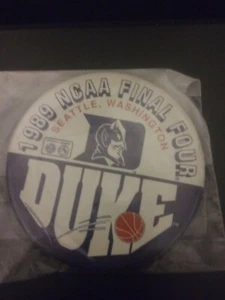 1989 NCAA FINAL FOUR
SEATTLE, WASHINGTON
DUKE